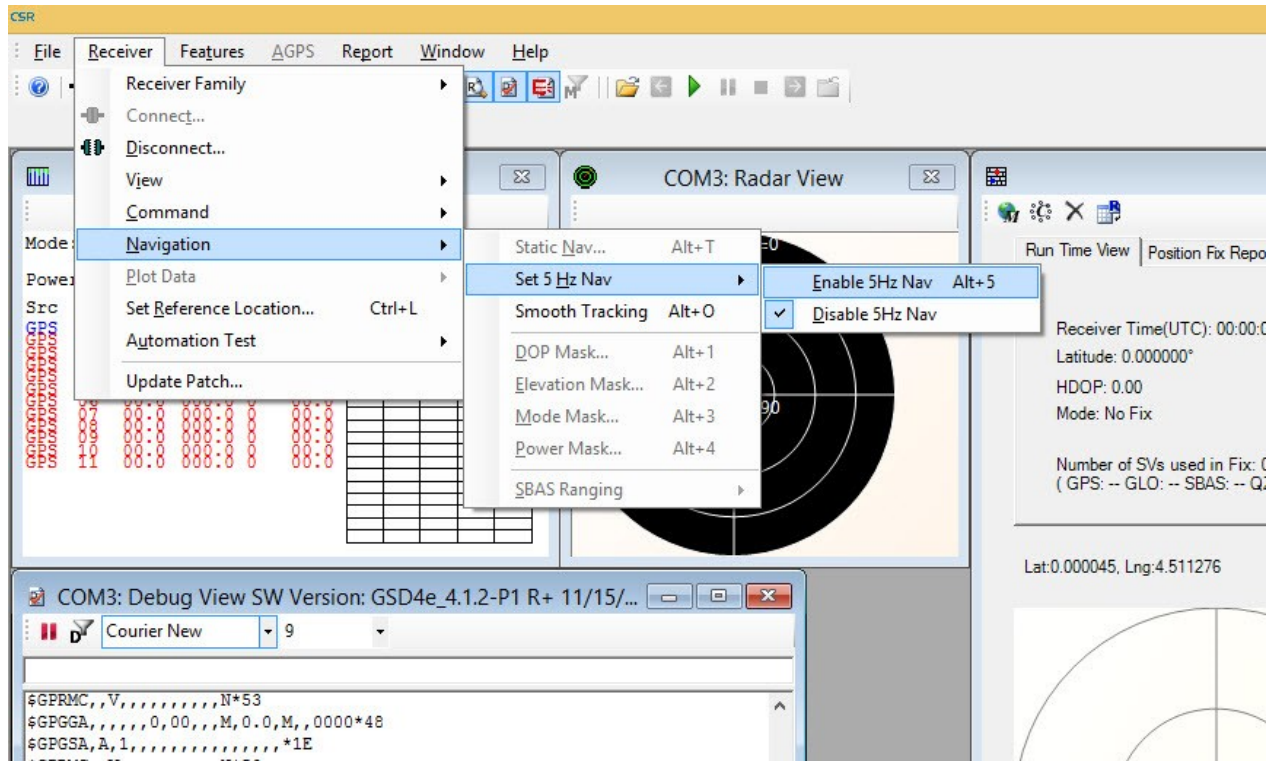 CSR
File Receiver Features AGPS Report Window Help
Receiver Family
Connect...
Disconnect...
View
Command
Navigation
Plot Data
Set Reference Location... Ctrl+L
Automation Test
Update Patch...
Static Nav... Alt+T
Set 5 Hz Nav
Smooth Tracking Alt+O
DOP Mask... Alt+1
Elevation Mask... Alt+2
Mode Mask... Alt+3
Power Mask... Alt+4
SBAS Ranging
Enable 5Hz Nav Alt+5
Disable 5Hz Nav
Mode:
Src
GPS
GPS
GPS
GPS
GPS
GPS
GPS
GPS 07 00.0 000.0 0 00.0
GPS 08 00.0 000.0 0 00.0
GPS 09 00.0 000.0 0 00.0
GPS 10 00.0 000.0 0 00.0
GPS 11 00.0 000.0 0 00.0
COM3: Radar View
=0
90
Run Time View Position Fix Repo
Receiver Time(UTC): 00:00:0
Latitude: 0.000000°
HDOP: 0.00
Mode: No Fix
Number of SVs used in Fix: 0
( GPS: -- GLO: -- SBAS: -- QZ
Lat:0.000045, Lng:4.511276
COM3: Debug View SW Version: GSD4e_4.1.2-P1 R+ 11/15/...
Courier New 9
$GPRMC,,V,,,,,,,,,,N*53
$GPGGA,,,,,,0,00,,,M,0.0,M,,0000*48
$GPGSA,A,1,,,,,,,,,,,,,,,*1E